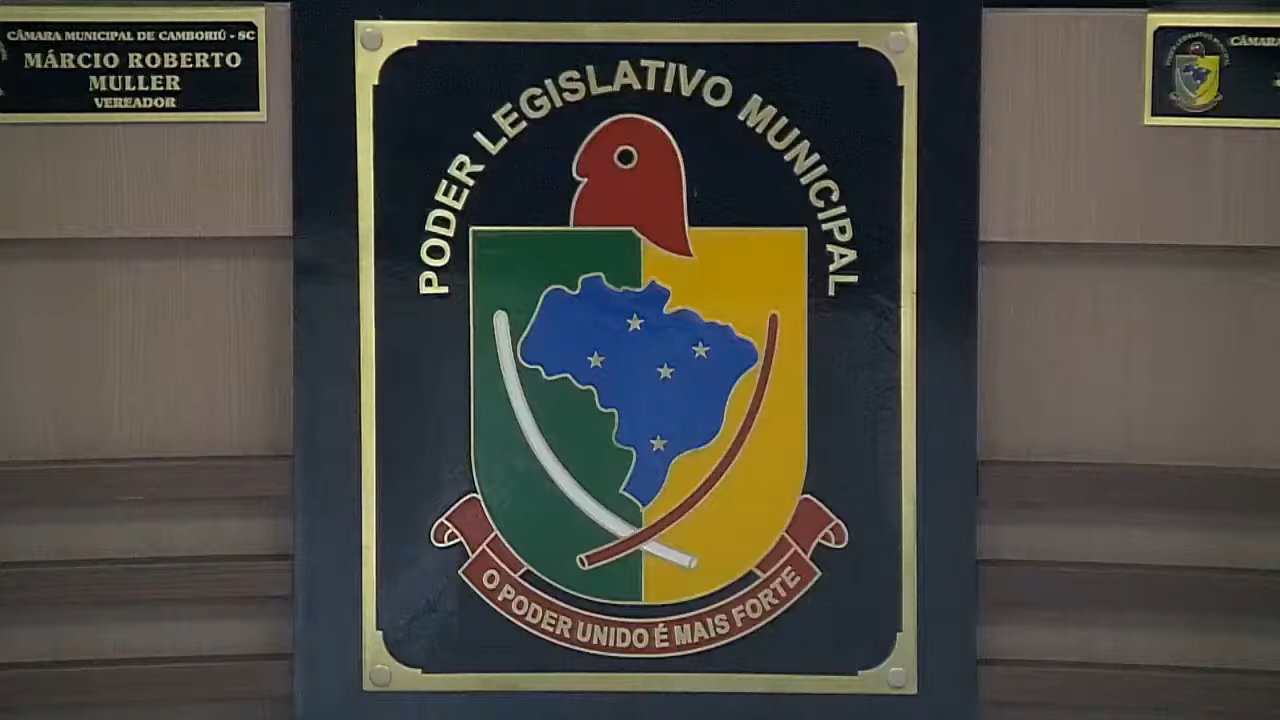 CÂMARA MUNICIPAL DE CAMBORIÚ - SC
MÁRCIO ROBERTO
MULLER
VEREADOR
PODER LEGISLATIVO MUNICIPAL
O PODER UNIDO É MAIS FORTE